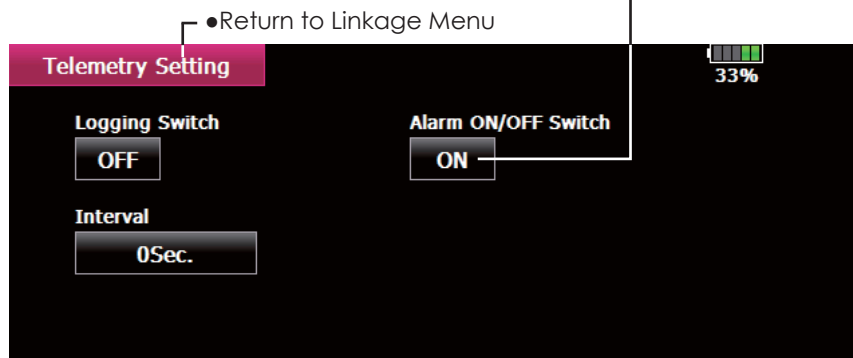 ●Return to Linkage Menu
Telemetry Setting
33%
Logging Switch
Alarm ON/OFF Switch
OFF
ON
Interval
0Sec.